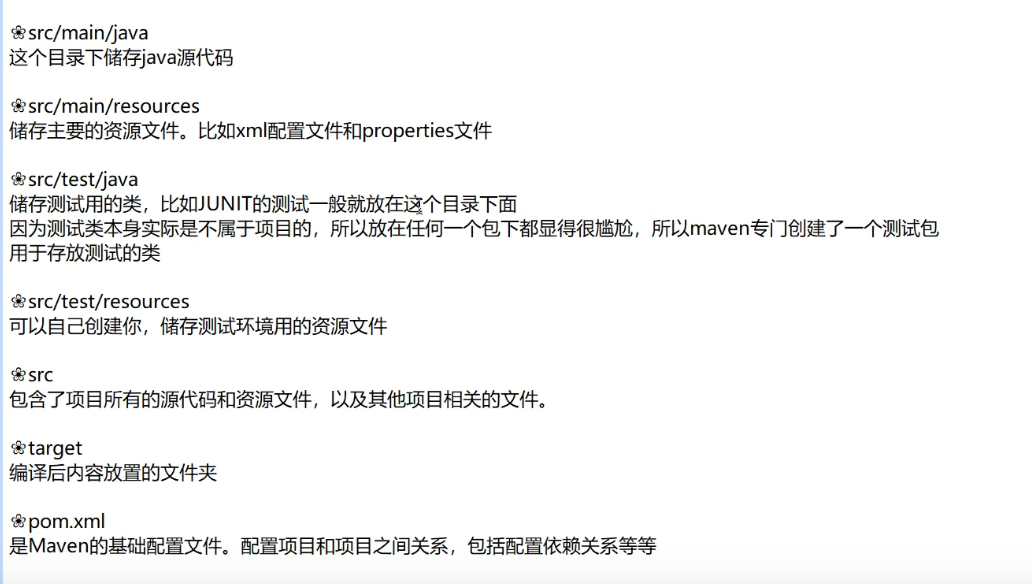 ❀src/main/java
这个目录下储存java源代码
❀src/main/resources
储存主要的资源文件。比如xml配置文件和properties文件
❀src/test/java
储存测试用的类，比如JUNIT的测试一般就放在这个目录下面
因为测试类本身实际是不属于项目的，所以放在任何一个包下都显得很尴尬，所以maven专门创建了一个测试包
用于存放测试的类
❀src/test/resources
可以自己创建你，储存测试环境用的资源文件
❀src
包含了项目所有的源代码和资源文件，以及其他项目相关的文件。
❀target
编译后内容放置的文件夹
❀pom.xml
是Maven的基础配置文件。配置项目和项目之间关系，包括配置依赖关系等等